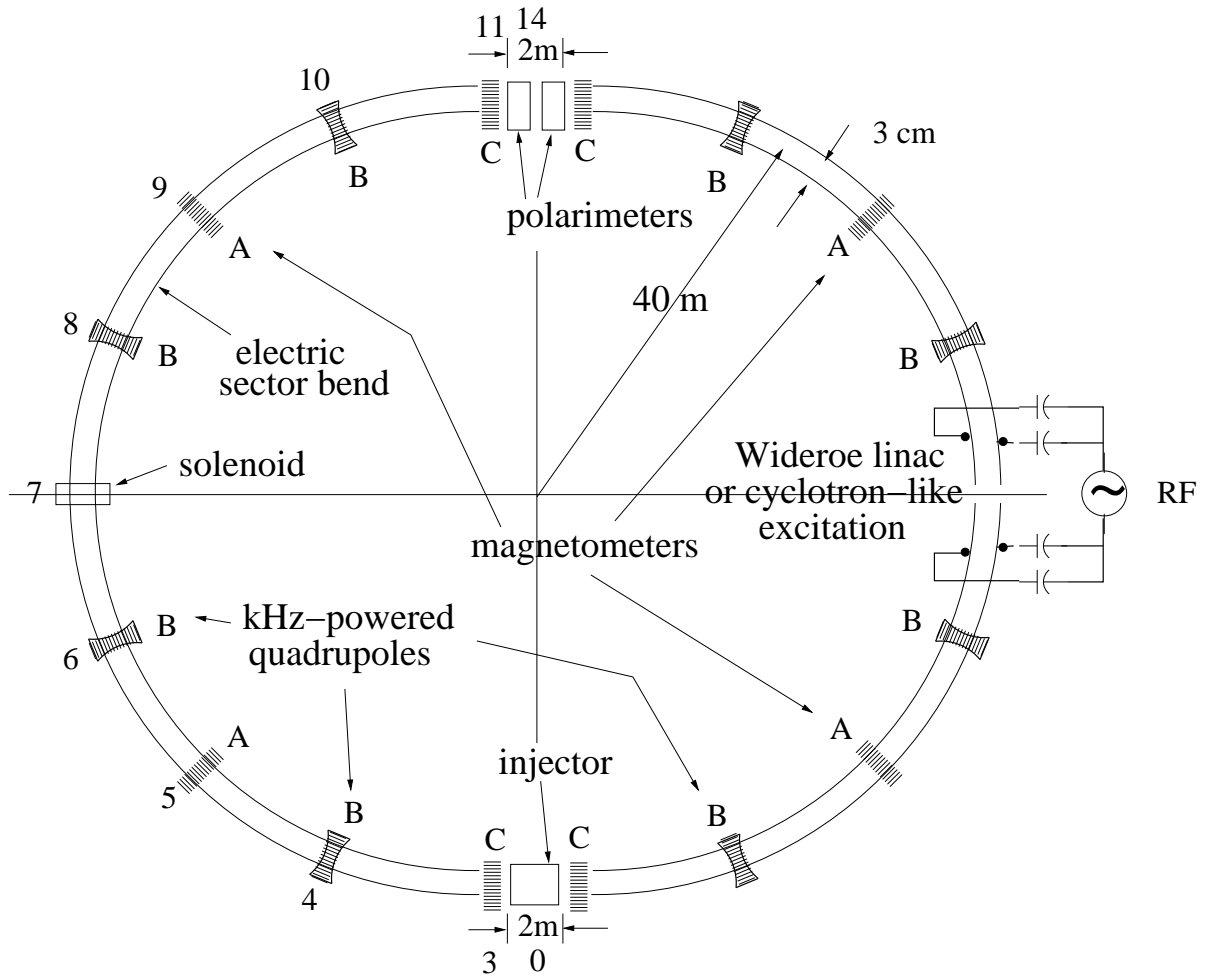 11 14
2m
10
C C
B
B
3 cm
polarimeters
9
A
A
40 m
8
B
B
electric
sector bend
solenoid
7
Wideroe linac
or cyclotron−like
excitation
~
RF
magnetometers
B
kHz−powered
quadrupoles
B
6
A
A
injector
5
B
B
C C
4
2m
3 0